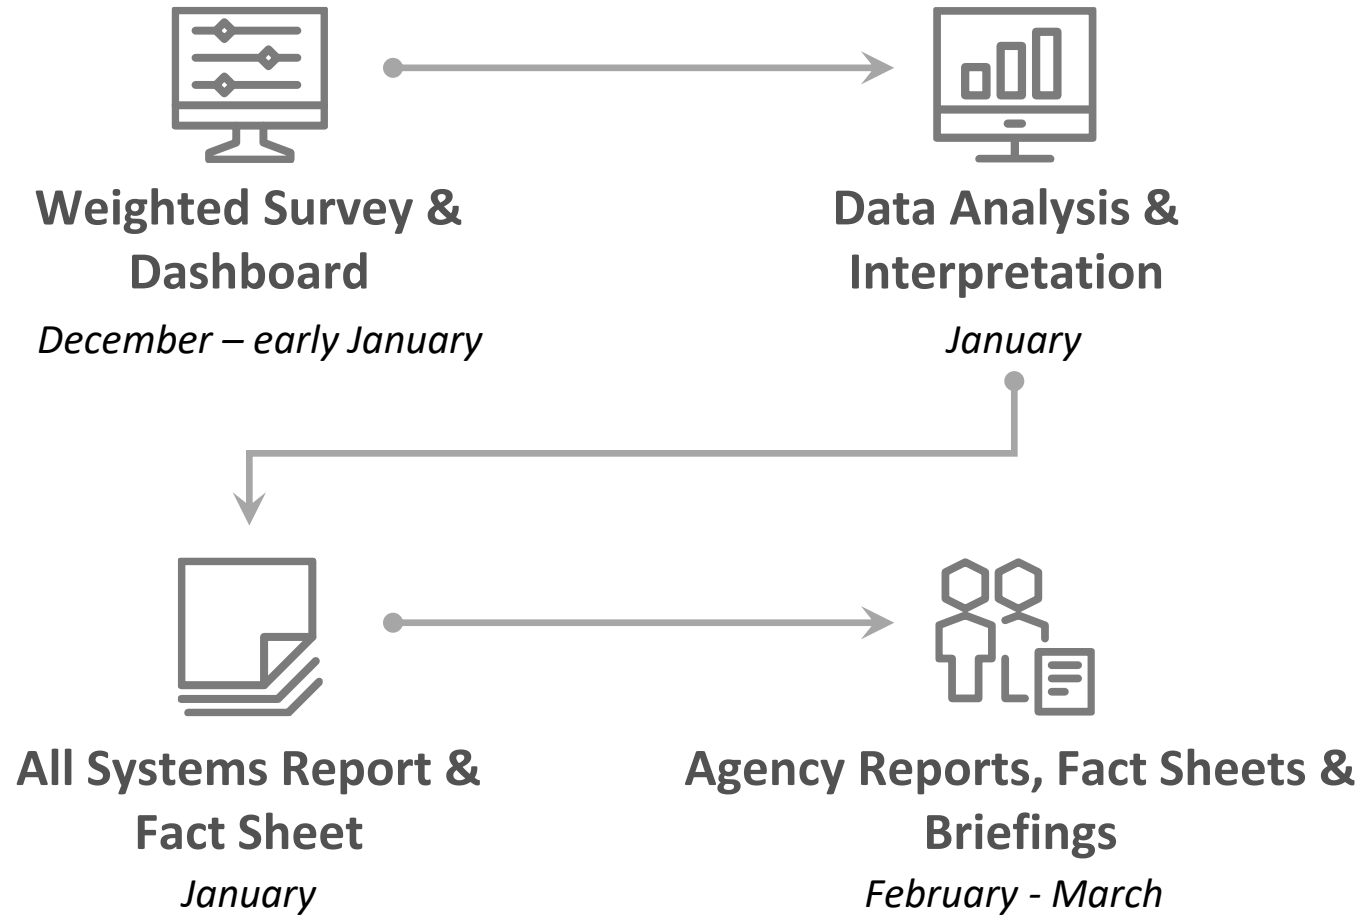 Weighted Survey &
Dashboard
December – early January
Data Analysis &
Interpretation
January
All Systems Report &
Fact Sheet
January
Agency Reports, Fact Sheets &
Briefings
February - March